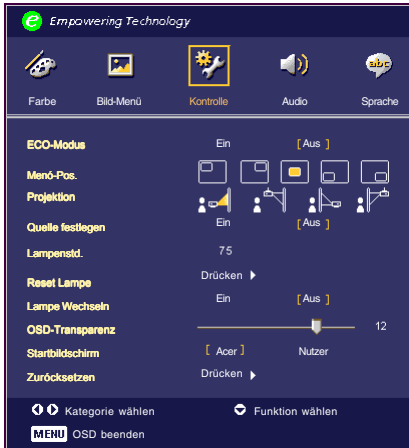 e Empowering Technology
Farbe Bild-Menü Kontrolle Audio Sprache
ECO-Modus Ein [ Aus ]
Menó-Pos.
Projektion
Quelle festlegen Ein [ Aus ]
Lampenstd. 75
Reset Lampe Drücken
Lampe Wechseln Ein [ Aus ]
OSD-Transparenz 12
Startbildschirm [ Acer ] Nutzer
Zurócksetzen Drücken
Kategorie wählen Funktion wählen
MENU OSD beenden